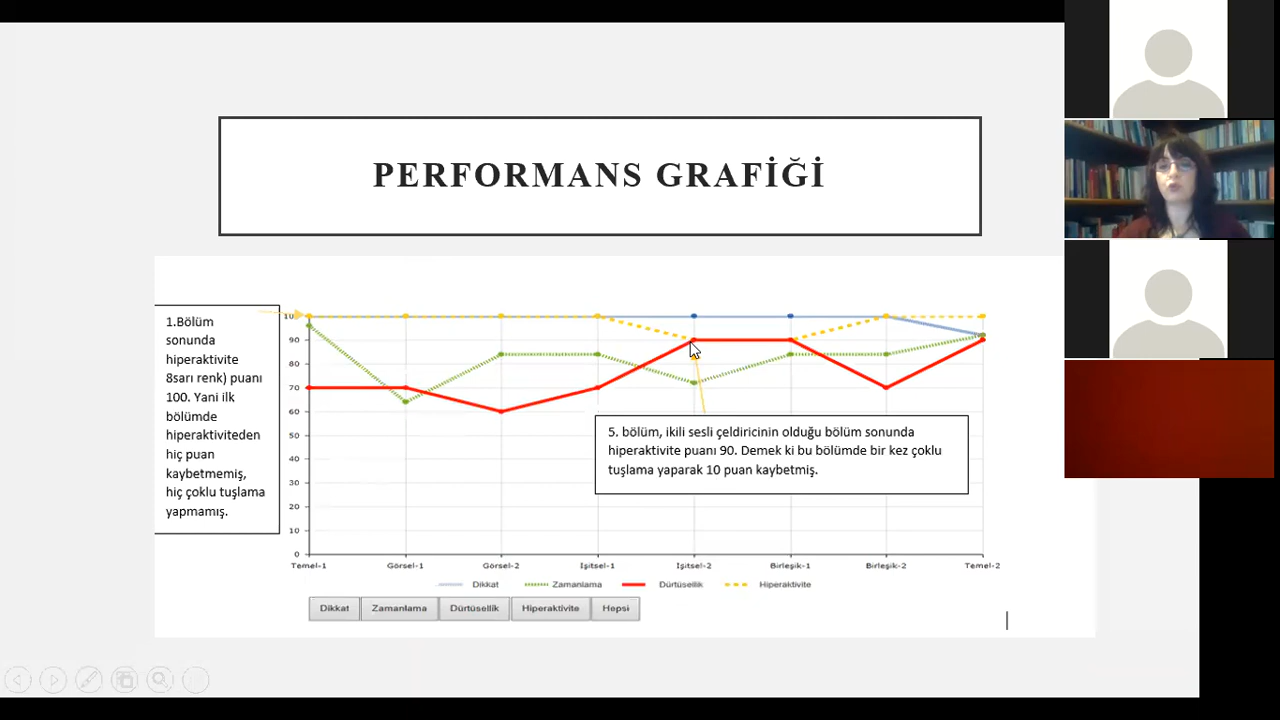 PERFORMANS GRAFİĞİ
1.Bölüm
sonunda
hiperaktivite
8sarı renk) puanı
100. Yani ilk
bölümde
hiperaktiviteden
hiç puan
kaybetmemiş,
hiç çoklu tuşlama
yapmamış.
10
90
80
70
60
50
40
30
20
10
0
5. bölüm, ikili sesli çeldiricinin olduğu bölüm sonunda
hiperaktivite puanı 90. Demek ki bu bölümde bir kez çoklu
tuşlama yaparak 10 puan kaybetmiş.
Temel-1 Görsel-1 Görsel-2 İşitsel-1 İşitsel-2 Birleşik-1 Birleşik-2 Temel-2
Dikkat Zamanlama Dürtüsellik Hiperaktivite
Dikkat Zamanlama Dürtüsellik Hiperaktivite Hepsi